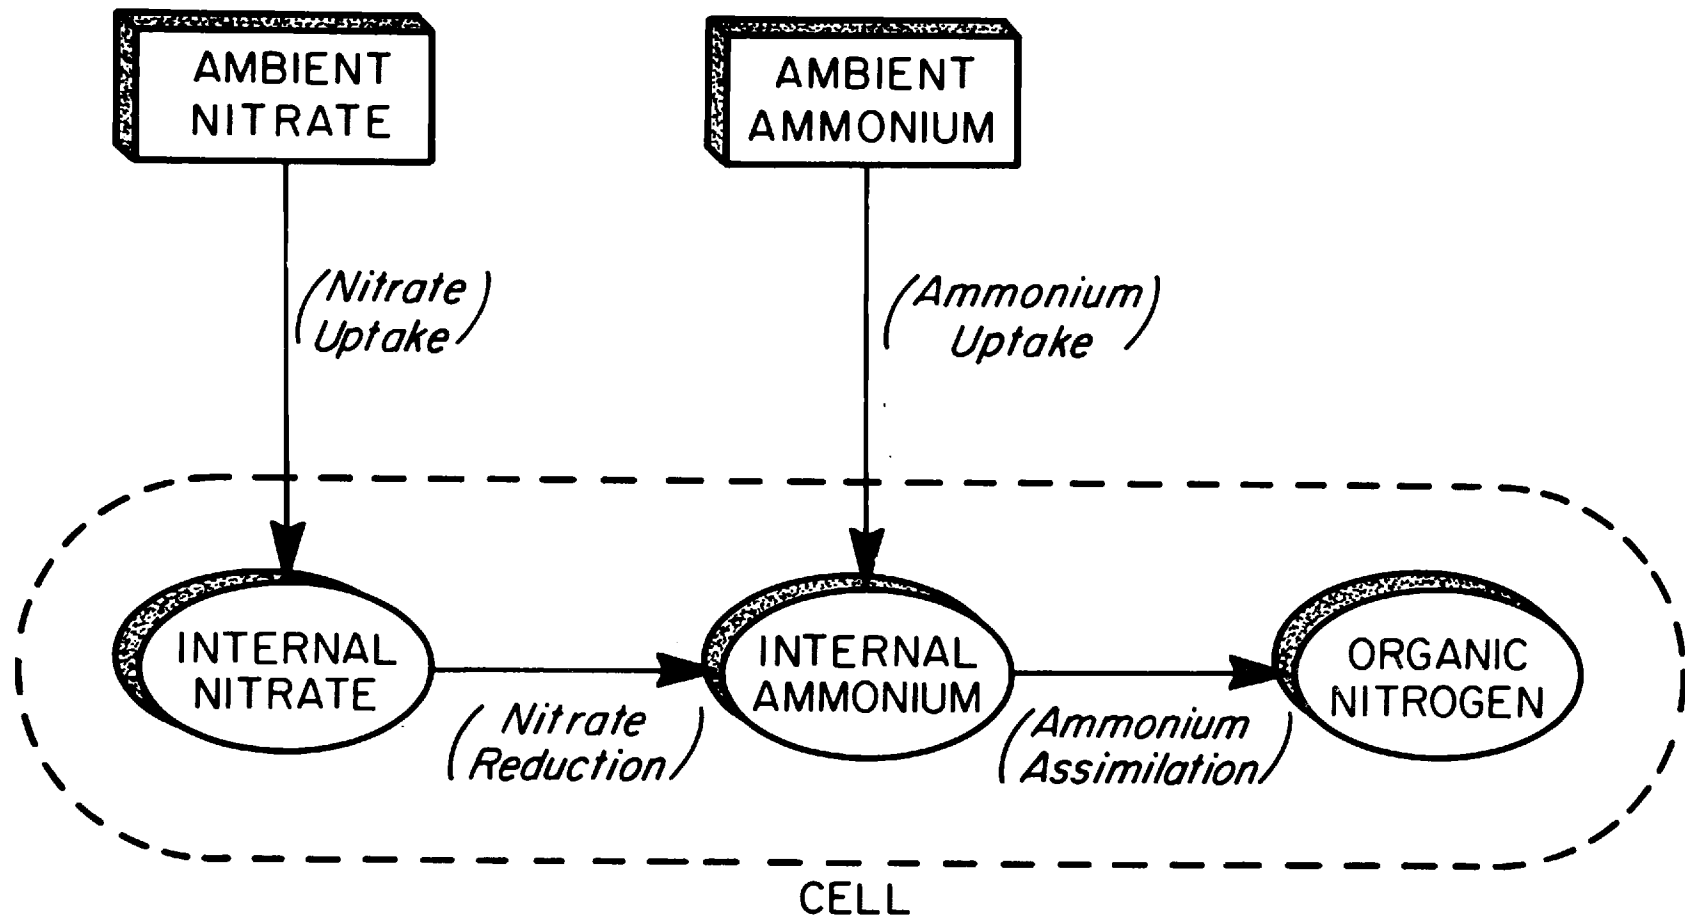 AMBIENT
NITRATE
AMBIENT
AMMONIUM
(Nitrate
Uptake)
(Ammonium
Uptake)
INTERNAL
NITRATE
INTERNAL
AMMONIUM
ORGANIC
NITROGEN
(Nitrate
Reduction)
(Ammonium
Assimilation)
CELL